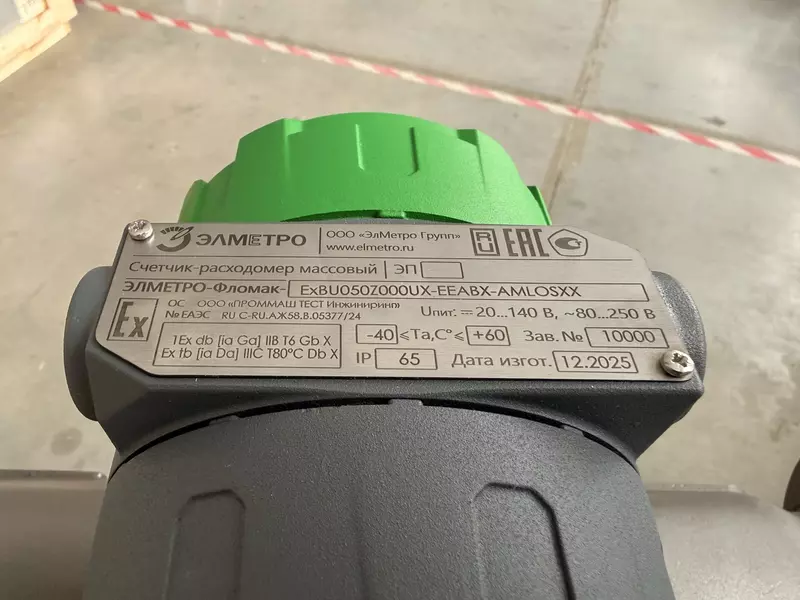 ЭЛМЕТРО
ООО «ЭлМетро Групп»
www.elmetro.ru
RU ЕАС
Счетчик-расходомер массовый ЭП
ЭЛМЕТРО-Фломак- ExBU050Z000UX-EEABX-AMLOSXX
Ex
ОС ООО «ПРОММАШ ТЕСТ Инжиниринг»
№ ЕАЭС RU C-RU.АЖ58.В.05377/24
Uпит: = 20...140 В, ~80...250 В
1Ex db [ia Ga] IIB T6 Gb X
Ex tb [ia Da] IIIC T80°C Db X
-40 ≤Ta,C°≤ +60
Зав. № 10000
IP 65
Дата изгот. 12.2025